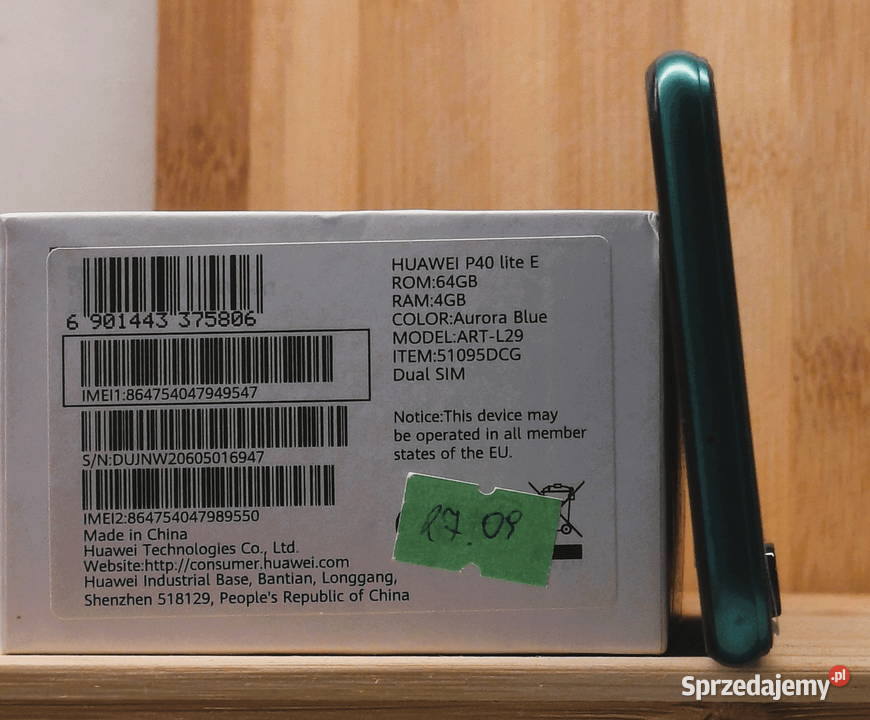 6 901443 375806
IMEI1:864754047949547
S/N:DUJNW20605016947
IMEI2:864754047989550
Made in China
Huawei Technologies Co., Ltd.
Website:http://consumer.huawei.com
Huawei Industrial Base, Bantian, Longgang,
Shenzhen 518129, People's Republic of China
HUAWEI P40 lite E
ROM:64GB
RAM:4GB
COLOR:Aurora Blue
MODEL:ART-L29
ITEM:51095DCG
Dual SIM
Notice:This device may
be operated in all member
states of the EU.
27.09
Sprzedajemy.pl